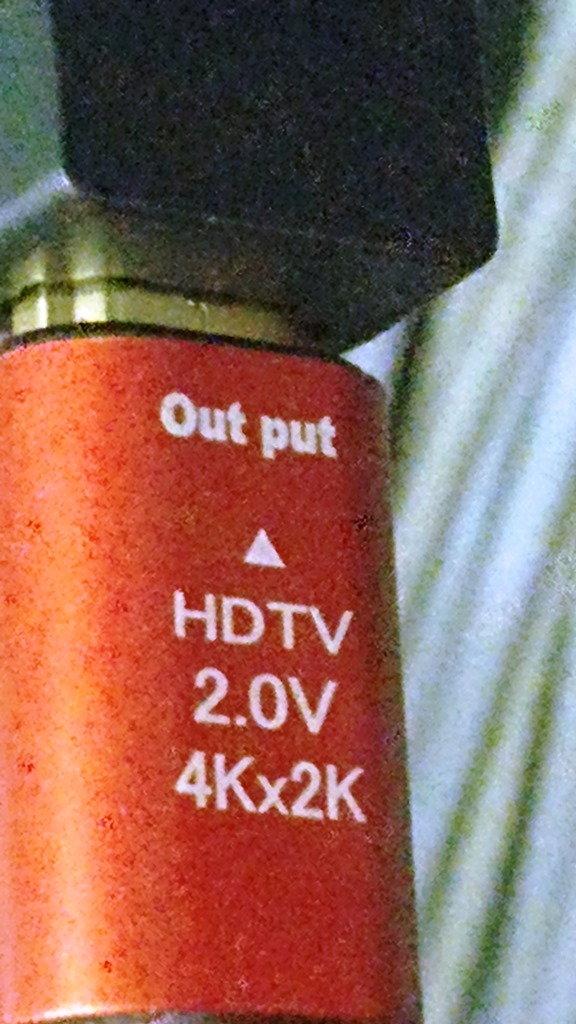 Out put
▲
HDTV
2.0V
4Kx2K